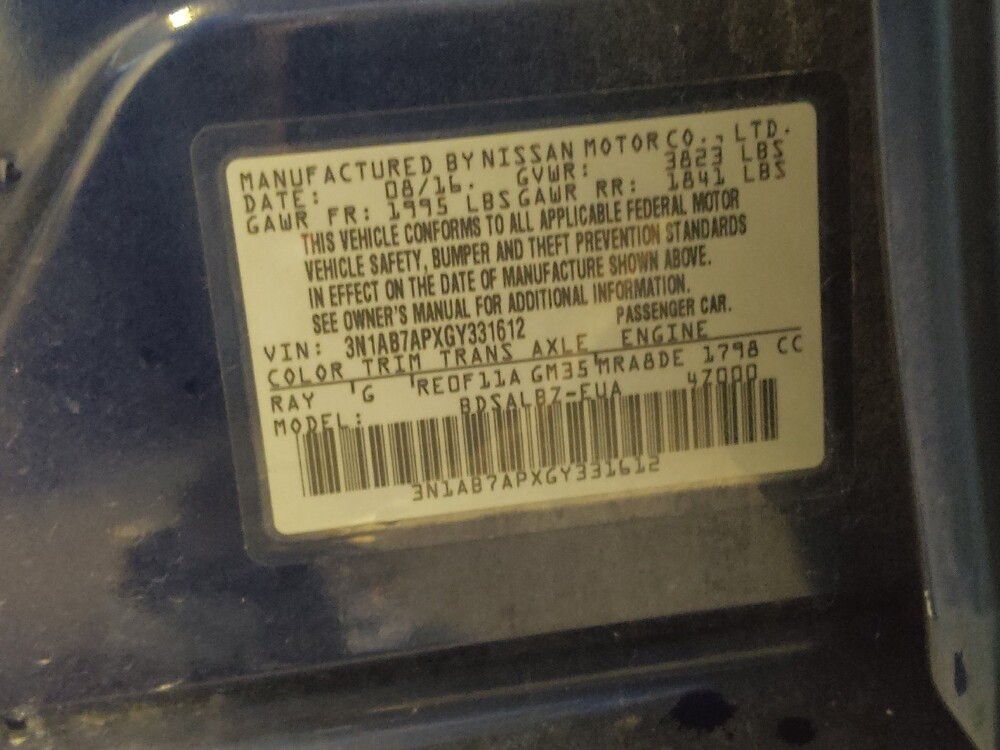 MANUFACTURED BY NISSAN MOTOR CO., LTD.
DATE: 08/16. GVWR: 3823 LBS
GAWR FR: 1995 LBS GAWR RR: 1841 LBS
THIS VEHICLE CONFORMS TO ALL APPLICABLE FEDERAL MOTOR
VEHICLE SAFETY, BUMPER AND THEFT PREVENTION STANDARDS
IN EFFECT ON THE DATE OF MANUFACTURE SHOWN ABOVE.
SEE OWNER'S MANUAL FOR ADDITIONAL INFORMATION.
VIN: 3N1AB7APXGY331612 PASSENGER CAR.
COLOR TRIM TRANS AXLE ENGINE
RAY G RE0F11A GM35 MRA8DE 1798 CC
MODEL: BDSALBZ-EUA 47000
3N1AB7APXGY331612